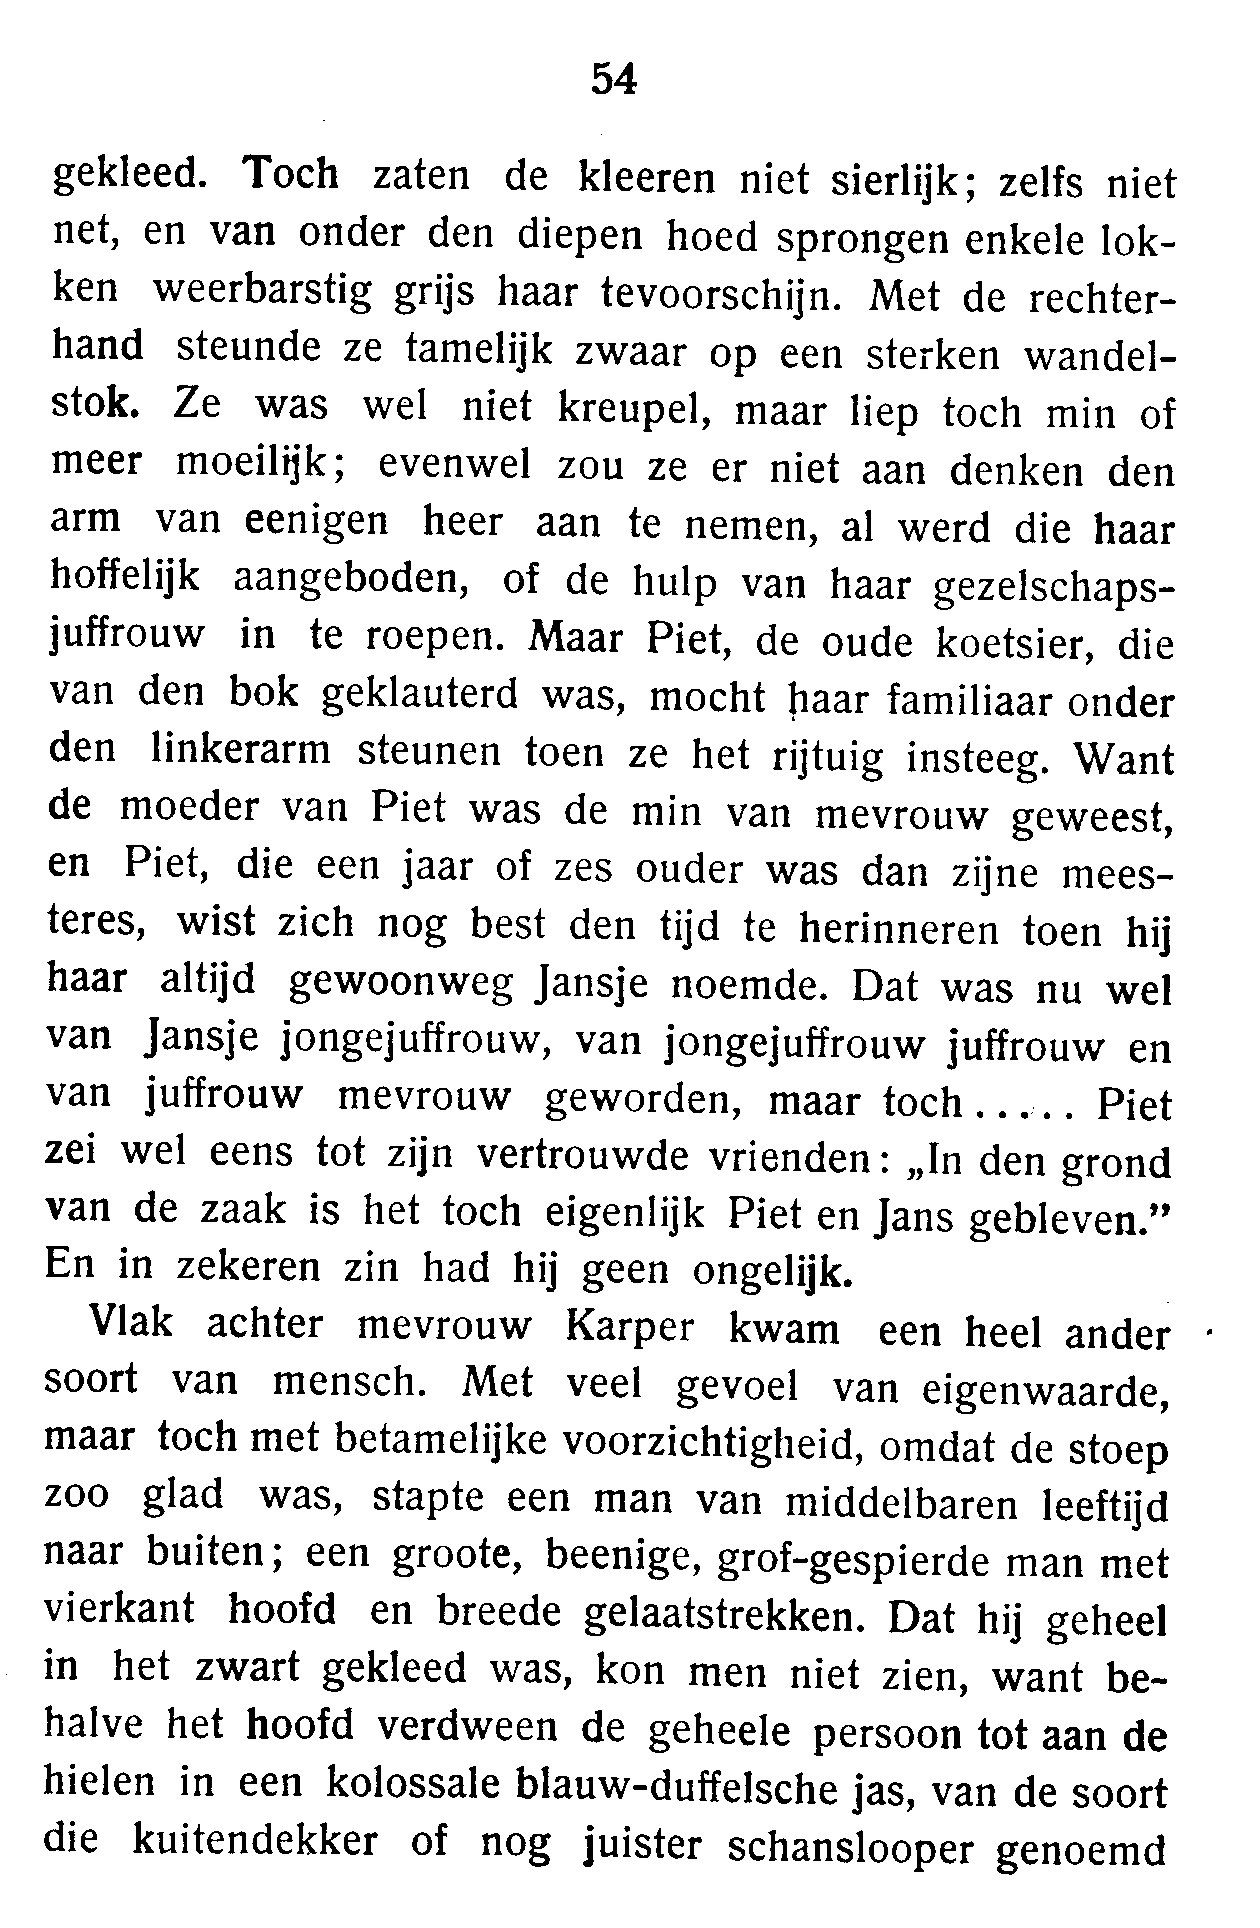 54
gekleed. Toch zaten de kleeren niet sierlijk; zelfs niet
net, en van onder den diepen hoed sprongen enkele lok-
ken weerbarstig grijs haar tevoorschijn. Met de rechter-
hand steunde ze tamelijk zwaar op een sterken wandel-
stok. Ze was wel niet kreupel, maar liep toch min of
meer moeilijk; evenwel zou ze er niet aan denken den
arm van eenigen heer aan te nemen, al werd die haar
hoffelijk aangeboden, of de hulp van haar gezelschaps-
juffrouw in te roepen. Maar Piet, de oude koetsier, die
van den bok geklauterd was, mocht haar familiaar onder
den linkerarm steunen toen ze het rijtuig insteeg. Want
de moeder van Piet was de min van mevrouw geweest,
en Piet, die een jaar of zes ouder was dan zijne mees-
teres, wist zich nog best den tijd te herinneren toen hij
haar altijd gewoonweg Jansje noemde. Dat was nu wel
van Jansje jongejuffrouw, van jongejuffrouw juffrouw en
van juffrouw mevrouw geworden, maar toch . . . . . Piet
zei wel eens tot zijn vertrouwde vrienden: „In den grond
van de zaak is het toch eigenlijk Piet en Jans gebleven.”
En in zekeren zin had hij geen ongelijk.
Vlak achter mevrouw Karper kwam een heel ander
soort van mensch. Met veel gevoel van eigenwaarde,
maar toch met betamelijke voorzichtigheid, omdat de stoep
zoo glad was, stapte een man van middelbaren leeftijd
naar buiten; een groote, beenige, grof-gespierde man met
vierkant hoofd en breede gelaatstrekken. Dat hij geheel
in het zwart gekleed was, kon men niet zien, want be-
halve het hoofd verdween de geheele persoon tot aan de
hielen in een kolossale blauw-duffelsche jas, van de soort
die kuitendekker of nog juister schanslooper genoemd